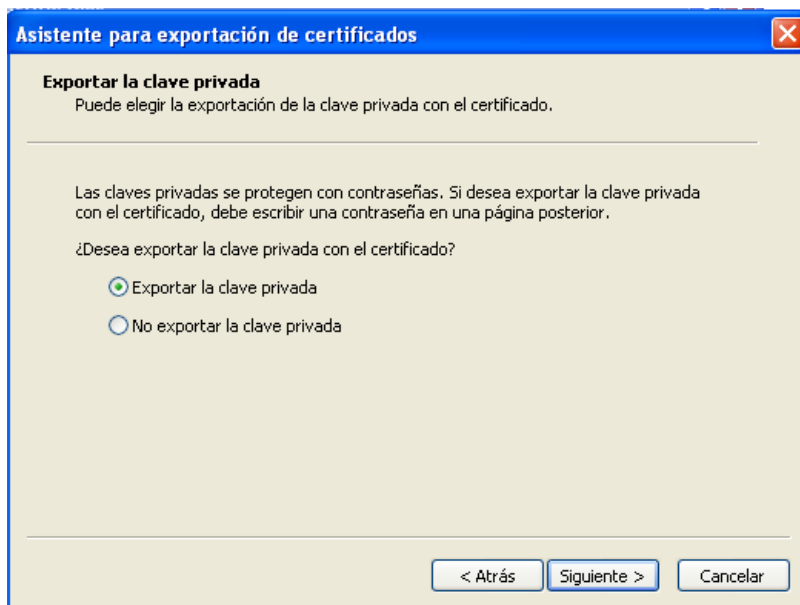 Asistente para exportación de certificados
Exportar la clave privada
Puede elegir la exportación de la clave privada con el certificado.
Las claves privadas se protegen con contraseñas. Si desea exportar la clave privada
con el certificado, debe escribir una contraseña en una página posterior.
¿Desea exportar la clave privada con el certificado?
Exportar la clave privada
No exportar la clave privada
< Atrás
Siguiente >
Cancelar